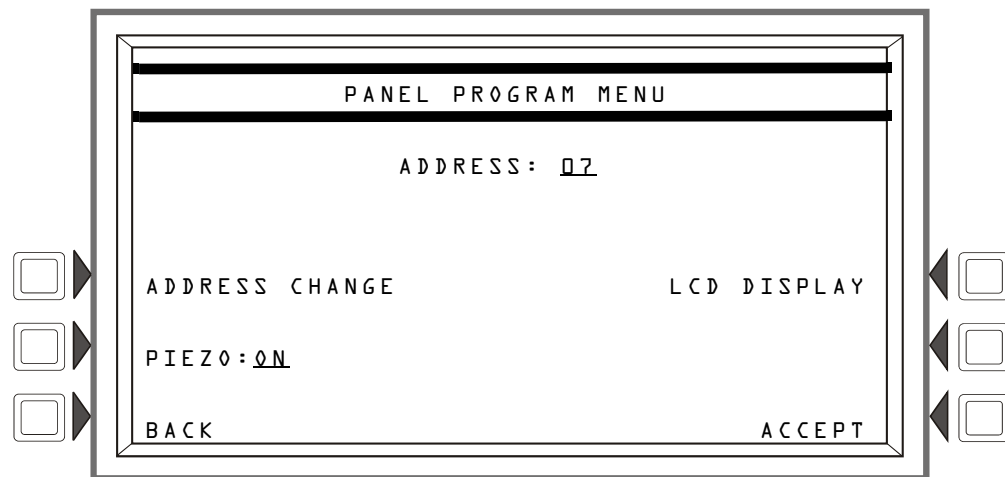 PANEL PROGRAM MENU
ADDRESS: 07
ADDRESS CHANGE
LCD DISPLAY
PIEZO:ON
BACK
ACCEPT